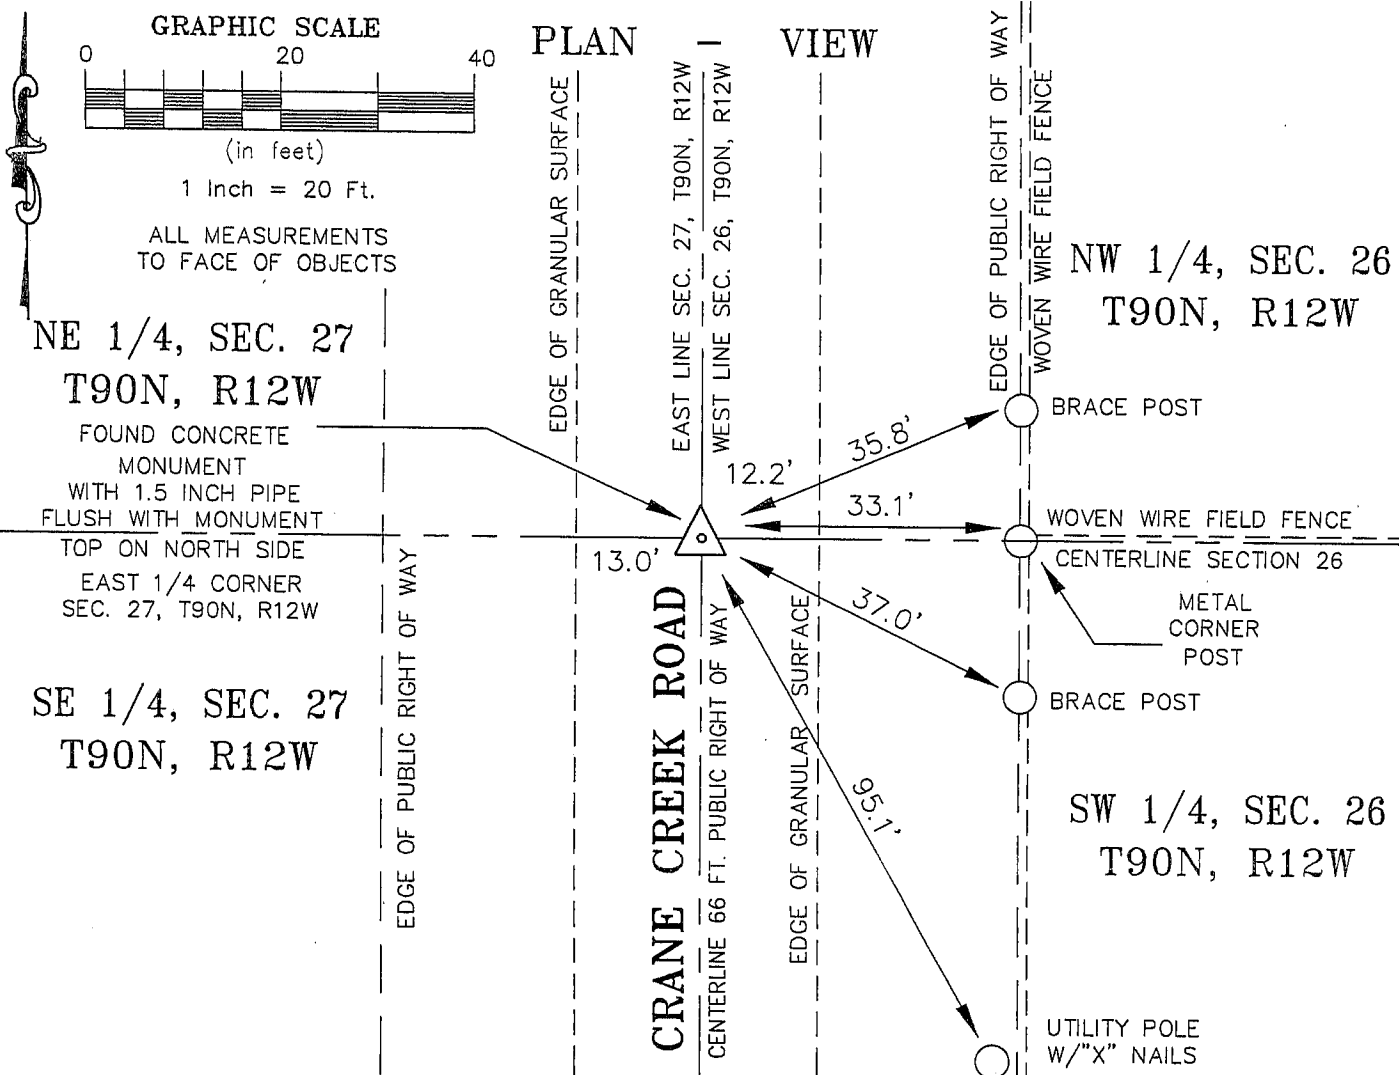 GRAPHIC SCALE
0 20 40
(in feet)
1 Inch = 20 Ft.
ALL MEASUREMENTS
TO FACE OF OBJECTS
PLAN - VIEW
NE 1/4, SEC. 27
T90N, R12W
FOUND CONCRETE
MONUMENT
WITH 1.5 INCH PIPE
FLUSH WITH MONUMENT
TOP ON NORTH SIDE
EAST 1/4 CORNER
SEC. 27, T90N, R12W
SE 1/4, SEC. 27
T90N, R12W
EDGE OF PUBLIC RIGHT OF WAY
EDGE OF GRANULAR SURFACE
EAST LINE SEC. 27, T90N, R12W
WEST LINE SEC. 26, T90N, R12W
12.2'
13.0'
35.8'
33.1'
37.0'
95.1'
CRANE CREEK ROAD
CENTERLINE 66 FT. PUBLIC RIGHT OF WAY
EDGE OF GRANULAR SURFACE
EDGE OF PUBLIC RIGHT OF WAY
WOVEN WIRE FIELD FENCE
NW 1/4, SEC. 26
T90N, R12W
BRACE POST
WOVEN WIRE FIELD FENCE
CENTERLINE SECTION 26
METAL
CORNER
POST
BRACE POST
SW 1/4, SEC. 26
T90N, R12W
UTILITY POLE
W/"X" NAILS